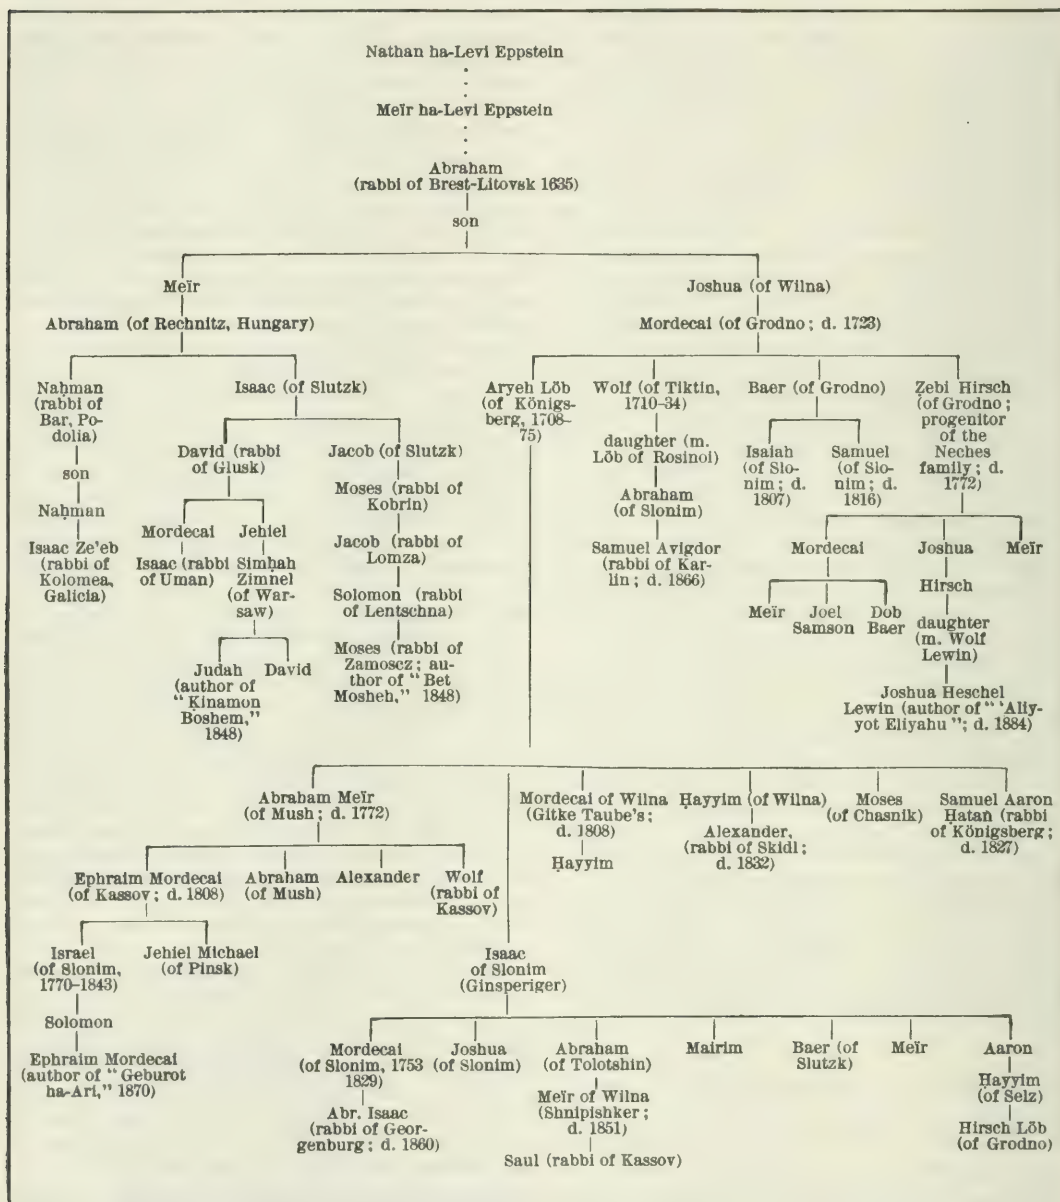 Nathan ha-Levi Eppstein
Meïr ha-Levi Eppstein
Abraham
(rabbi of Brest-Litovsk 1635)
son
Meïr
Joshua (of Wilna)
Abraham (of Rechnitz, Hungary)
Mordecai (of Grodno; d. 1723)
Naḥman
(rabbi of
Bar, Po-
dolia)
son
Naḥman
Isaac Ze'eb
(rabbi of
Kolomea,
Galicia)
Isaac (of Slutzk)
David (rabbi
of Glusk)
Mordecai
Isaac (rabbi
of Uman)
Jehiel
Simḥah
Zimnel
(of War-
saw)
Judah
(author of
"Ḳinamon
Boshem,"
1848)
David
Jacob (of Slutzk)
Moses (rabbi of
Kobrin)
Jacob (rabbi of
Lomza)
Solomon (rabbi
of Lentschna)
Moses (rabbi of
Zamoscz; au-
thor of "Bet
Mosheh," 1848)
Aryeh Löb
(of Königs-
berg, 1708-
75)
Wolf (of Tiktin,
1710-34)
daughter (m.
Löb of Rosinoi)
Abraham
(of Slonim)
Samuel Avigdor
(rabbi of Kar-
lin; d. 1866)
Baer (of Grodno)
Isaiah
(of Slo-
nim; d.
1807)
Samuel
(of Slo-
nim; d.
1816)
Ẓebi Hirsch
(of Grodno;
progenitor
of the
Neches
family; d.
1772)
Mordecai
Meïr
Joel
Samson
Dob
Baer
Joshua
Hirsch
daughter
(m. Wolf
Lewin)
Joshua Heschel
Lewin (author of "'Aliy-
yot Eliyahu"; d. 1884)
Meïr
Abraham Meïr
(of Mush; d. 1772)
Mordecai of Wilna
(Gitke Taube's;
d. 1808)
Ḥayyim
Ḥayyim (of Wilna)
Alexander,
(rabbi of Skidl;
d. 1832)
Moses
(of Chasnik)
Samuel Aaron
Ḥatan (rabbi
of Königsberg;
d. 1827)
Ephraim Mordecai
(of Kassov; d. 1808)
Abraham
(of Mush)
Alexander
Wolf
(rabbi of
Kassov)
Israel
(of Slonim,
1770-1843)
Jehiel Michael
(of Pinsk)
Solomon
Ephraim Mordecai
(author of "Geburot
ha-Ari," 1870)
Isaac
of Slonim
(Ginsperiger)
Mordecai
(of Slonim, 1753
1829)
Abr. Isaac
(rabbi of Geor-
genburg; d. 1860)
Joshua
(of Slonim)
Abraham
(of Tolotshin)
Meïr of Wilna
(Shnipishker;
d. 1851)
Saul (rabbi of Kassov)
Mairim
Baer (of
Slutzk)
Meïr
Aaron
Ḥayyim
(of Selz)
Hirsch Löb
(of Grodno)